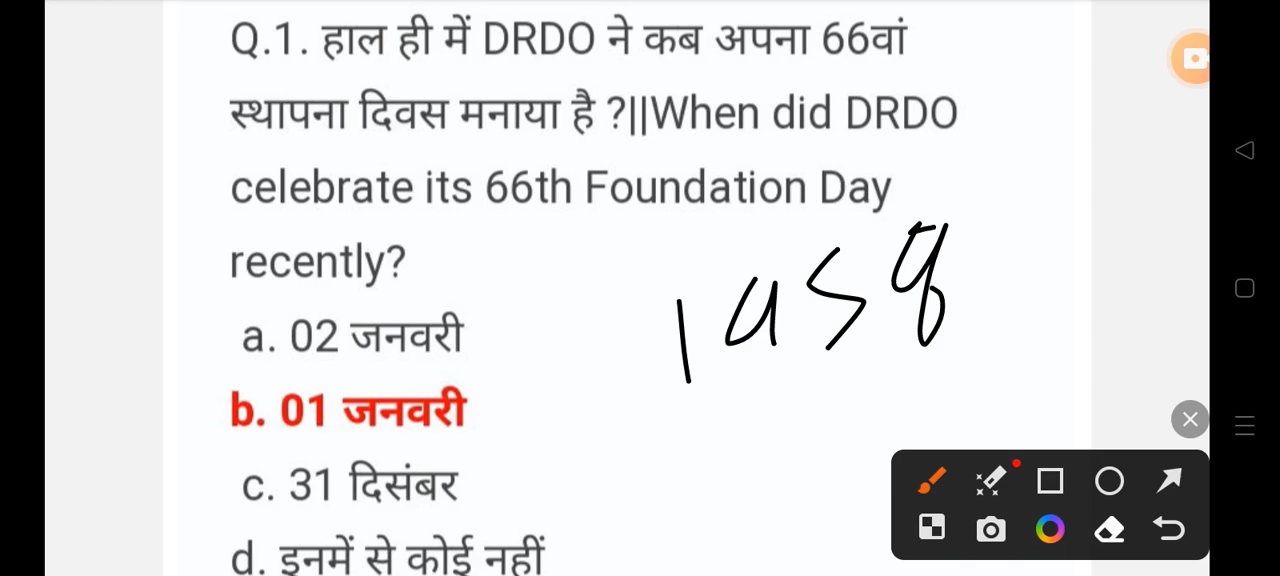 Q.1. हाल ही में DRDO ने कब अपना 66वां
स्थापना दिवस मनाया है ?||When did DRDO
celebrate its 66th Foundation Day
recently?
1958
a. 02 जनवरी
b. 01 जनवरी
c. 31 दिसंबर
d. इनमें से कोई नहीं